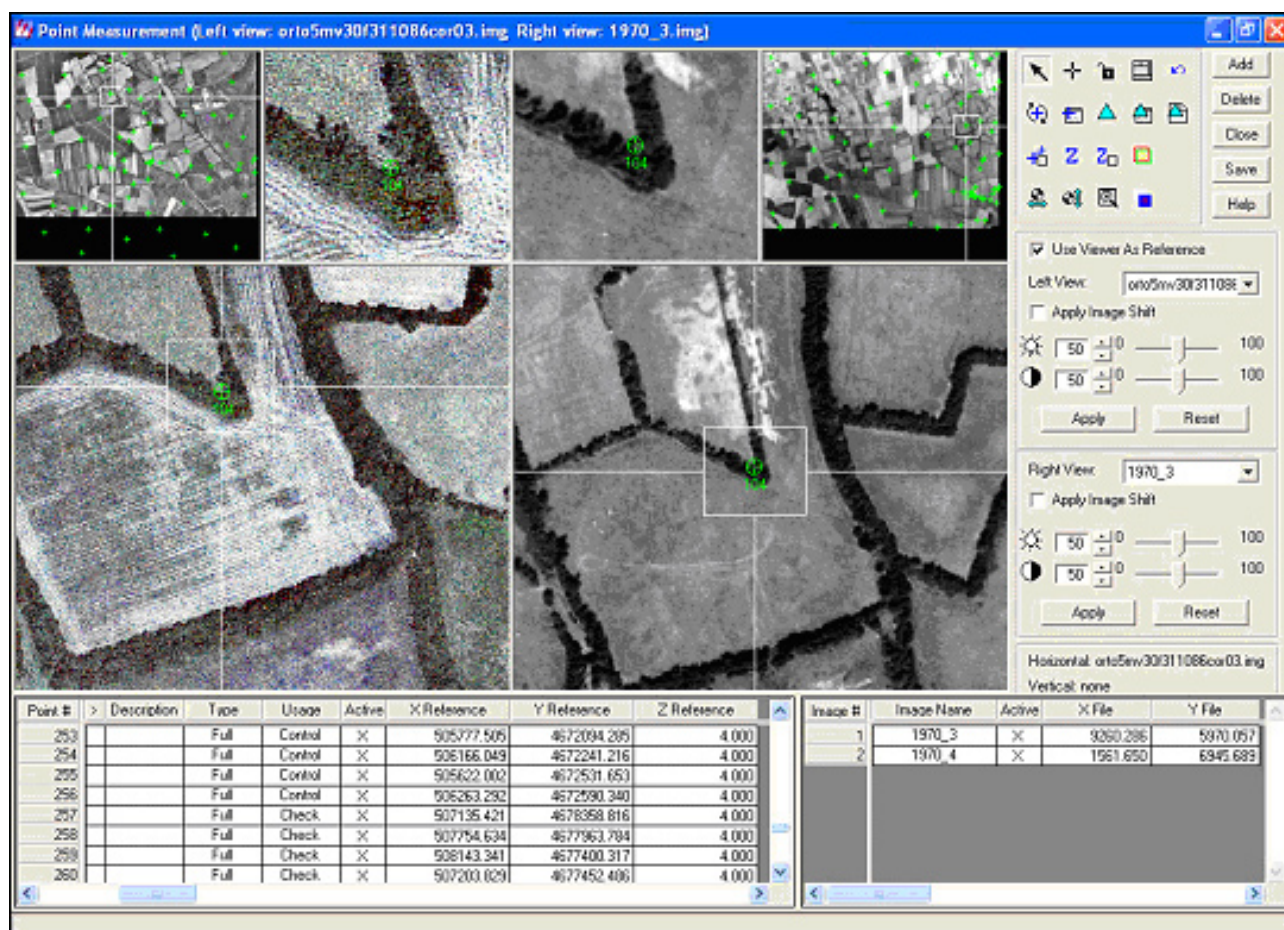 Point Measurement (Left view: orto5mv30f311086cor03.img Right view: 1970_3.img)
104
104
104
104
Add
Delete
Close
Save
Help
Use Viewer As Reference
Left View: orto5mv30f311086
Apply Image Shift
50 0 100
50 0 100
Apply Reset
Right View: 1970_3
Apply Image Shift
50 0 100
50 0 100
Apply Reset
Horizontal: orto5mv30f311086cor03.img
Vertical: none
Point # > Description Type Usage Active X Reference Y Reference Z Reference
253 Full Control X 505777.505 4672094.285 4.000
254 Full Control X 506166.049 4672241.216 4.000
255 Full Control X 505622.002 4672531.653 4.000
256 Full Control X 506263.292 4672590.340 4.000
257 Full Check X 507135.421 4678358.816 4.000
258 Full Check X 507754.634 4677963.784 4.000
259 Full Check X 508143.341 4677400.317 4.000
260 Full Check X 507203.829 4677452.486 4.000
Image # Image Name Active X File Y File
1 1970_3 X 9260.286 5970.057
2 1970_4 X 1561.650 6945.689